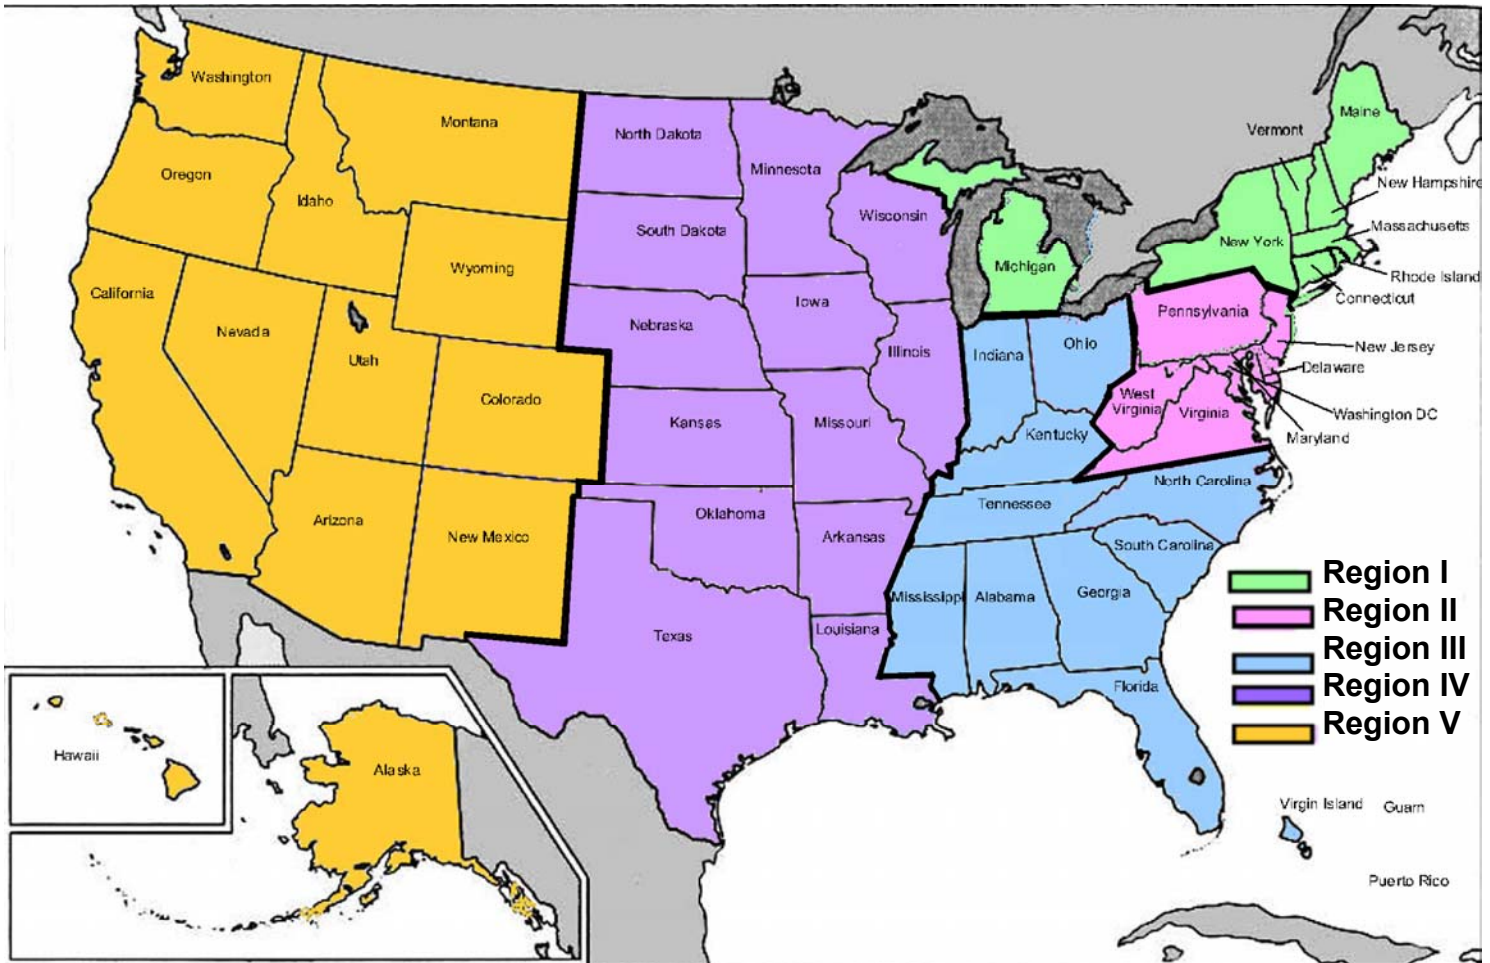 Washington
Montana
North Dakota
Minnesota
Maine
Vermont
Oregon
Idaho
Wisconsin
New Hampshire
South Dakota
Massachusetts
New York
Wyoming
Michigan
Rhode Island
California
Connecticut
Iowa
Pennsylvania
Nevada
Nebraska
Utah
Illinois
Indiana
Ohio
New Jersey
Delaware
Colorado
West
Virginia
Virginia
Washington DC
Kansas
Missouri
Kentucky
Maryland
North Carolina
Tennessee
Arizona
New Mexico
Oklahoma
Arkansas
South Carolina
Region I
Mississippi
Alabama
Georgia
Region II
Texas
Louisiana
Region III
Florida
Region IV
Region V
Hawaii
Alaska
Virgin Island
Guam
Puerto Rico